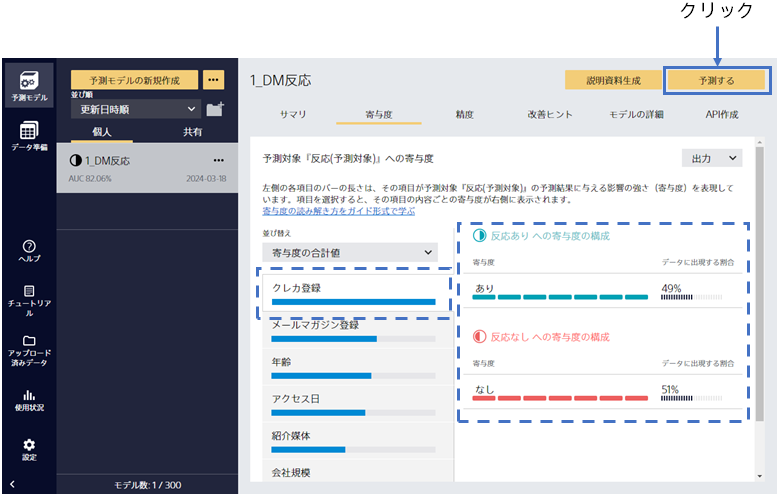 クリック
予測モデル
データ準備
ヘルプ
チュートリア
ル
アップロード
済みデータ
使用状況
設定
予測モデルの新規作成
並び順
更新日時順
個人
共有
1_DM反応
AUC 82.06%
2024-03-18
モデル数: 1 / 300
1_DM反応
説明資料生成
予測する
サマリ
寄与度
精度
改善ヒント
モデルの詳細
API作成
予測対象『反応(予測対象)』への寄与度
出力
左側の各項目のバーの長さは、その項目が予測対象『反応(予測対象)』の予測結果に与える影響の強さ（寄与度）を表現して
います。項目を選択すると、その項目の内容ごとの寄与度が右側に表示されます。
寄与度の読み解き方をガイド形式で学ぶ
並び替え
寄与度の合計値
クレカ登録
メールマガジン登録
年齢
アクセス日
紹介媒体
会社規模
反応あり への寄与度の構成
寄与度
データに出現する割合
あり
49%
反応なし への寄与度の構成
寄与度
データに出現する割合
なし
51%